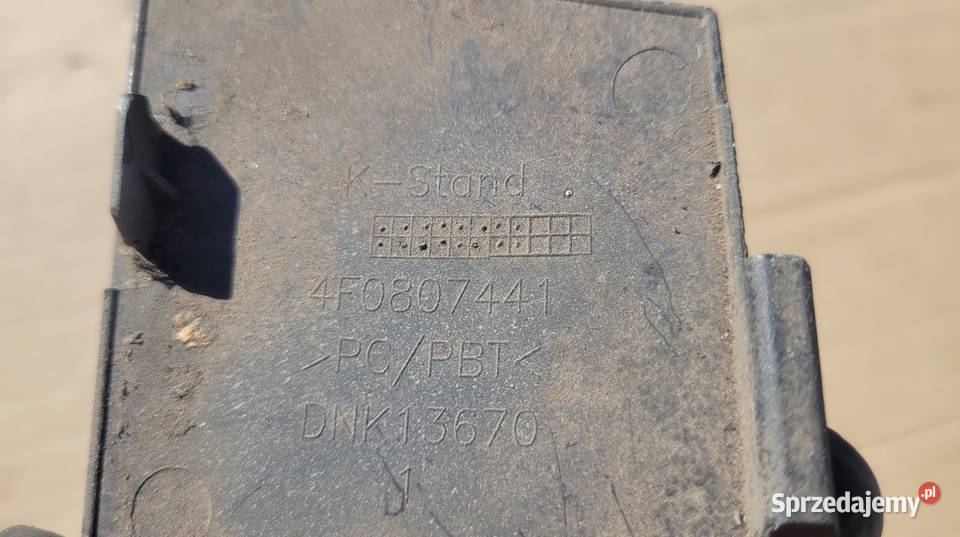 K-Stand
4F0807441
>PC/PBT<
DNK13670
1
Sprzedajemy.pl